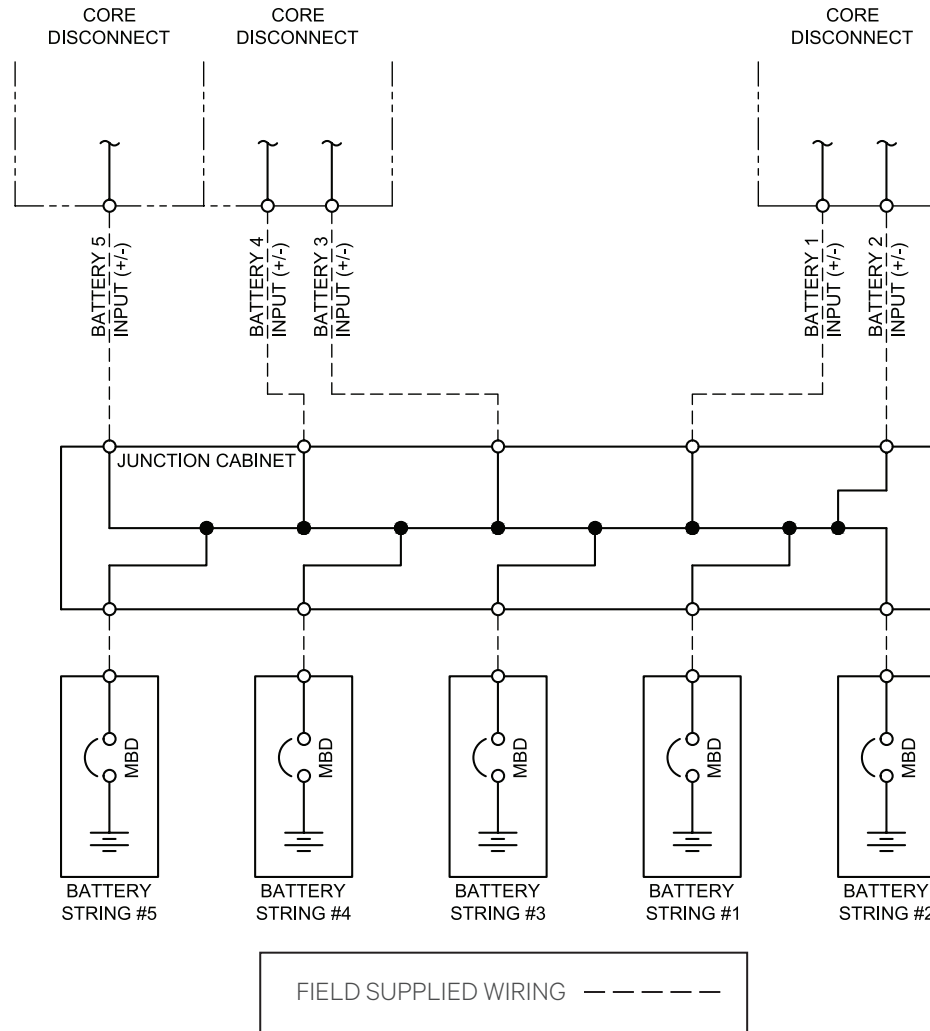 CORE
DISCONNECT
CORE
DISCONNECT
CORE
DISCONNECT
BATTERY 5
INPUT (+/-)
BATTERY 4
INPUT (+/-)
BATTERY 3
INPUT (+/-)
BATTERY 1
INPUT (+/-)
BATTERY 2
INPUT (+/-)
JUNCTION CABINET
MBD
MBD
MBD
MBD
MBD
BATTERY
STRING #5
BATTERY
STRING #4
BATTERY
STRING #3
BATTERY
STRING #1
BATTERY
STRING #2
FIELD SUPPLIED WIRING